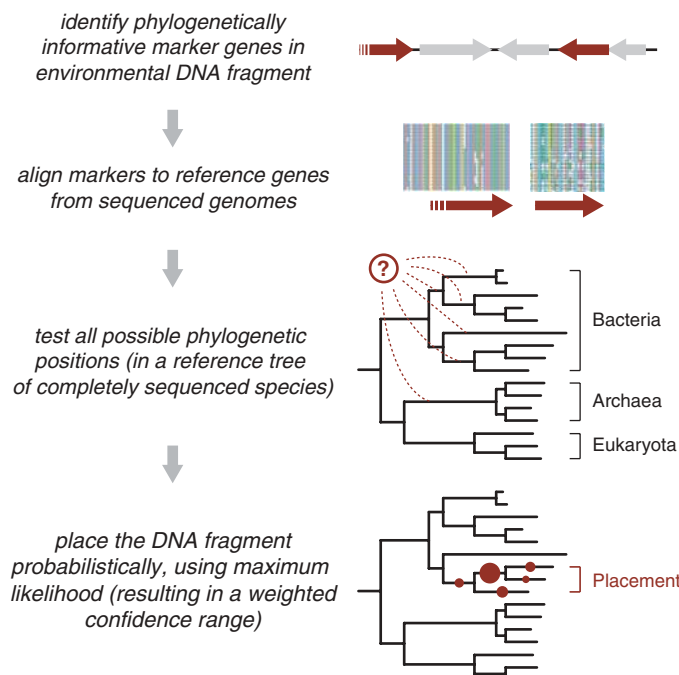 identify phylogenetically
informative marker genes in
environmental DNA fragment
align markers to reference genes
from sequenced genomes
?
test all possible phylogenetic
positions (in a reference tree
of completely sequenced species)
Bacteria
Archaea
Eukaryota
place the DNA fragment
probabilistically, using maximum
likelihood (resulting in a weighted
confidence range)
Placement